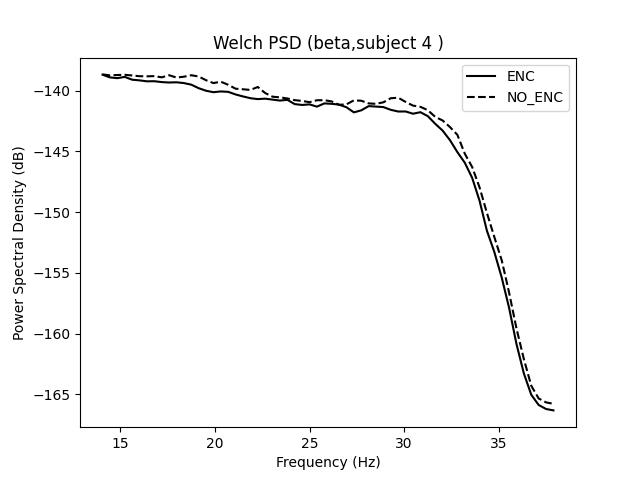 Welch PSD (beta,subject 4 )
ENC
NO_ENC
Power Spectral Density (dB)
−140
−145
−150
−155
−160
−165
15 20 25 30 35
Frequency (Hz)